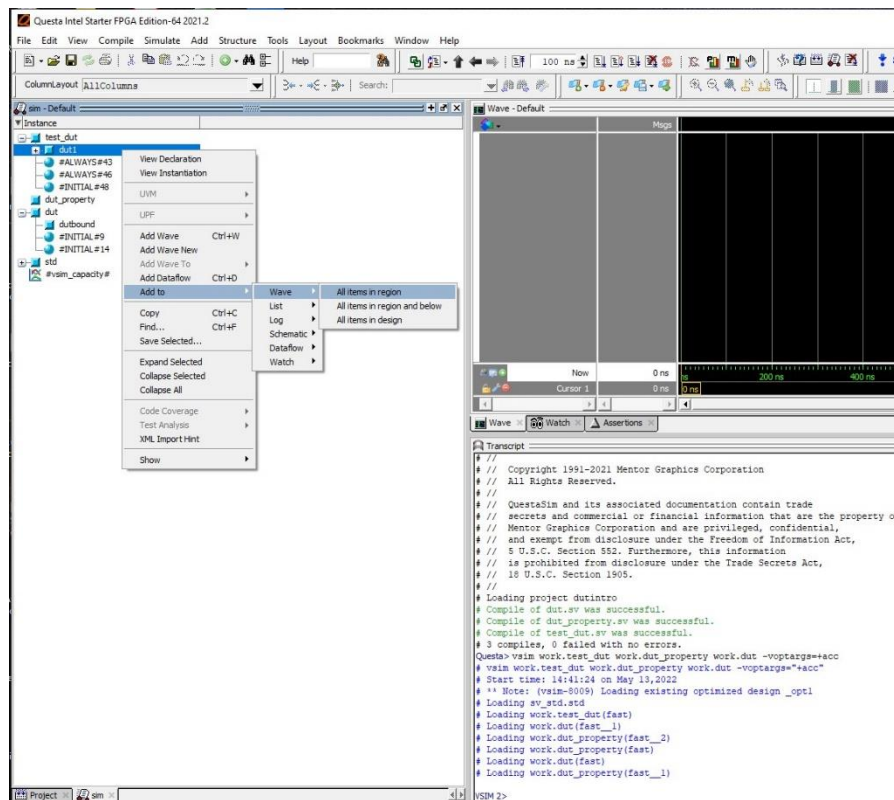 Questa Intel Starter FPGA Edition-64 2021.2
File Edit View Compile Simulate Add Structure Tools Layout Bookmarks Window Help
Help
100 ns
ColumnLayout AllColumns
Search:
sim - Default
Instance
test_dut
dut1
#ALWAYS#43
#ALWAYS#46
#INITIAL#48
dut_property
dut
dutbound
#INITIAL#9
#INITIAL#14
std
#vsim_capacity#
View Declaration
View Instantiation
UVM
UPF
Add Wave Ctrl+W
Add Wave New
Add Wave To
Add Dataflow Ctrl+D
Add to
Copy Ctrl+C
Find... Ctrl+F
Save Selected...
Expand Selected
Collapse Selected
Collapse All
Code Coverage
Test Analysis
XML Import Hint
Show
Wave
List
Log
Schematic
Dataflow
Watch
All items in region
All items in region and below
All items in design
Wave - Default
Msgs
Now 0 ns
Cursor 1 0 ns
ns 200 ns 400 ns
0 ns
Wave Watch Assertions
Transcript
# //
# // Copyright 1991-2021 Mentor Graphics Corporation
# // All Rights Reserved.
# //
# // QuestaSim and its associated documentation contain trade
# // secrets and commercial or financial information that are the property o
# // Mentor Graphics Corporation and are privileged, confidential,
# // and exempt from disclosure under the Freedom of Information Act,
# // 5 U.S.C. Section 552. Furthermore, this information
# // is prohibited from disclosure under the Trade Secrets Act,
# // 18 U.S.C. Section 1905.
# //
# Loading project dutintro
# Compile of dut.sv was successful.
# Compile of dut_property.sv was successful.
# Compile of test_dut.sv was successful.
# 3 compiles, 0 failed with no errors.
Questa> vsim work.test_dut work.dut_property work.dut -voptargs=+acc
# vsim work.test_dut work.dut_property work.dut -voptargs="+acc"
# Start time: 14:41:24 on May 13,2022
# ** Note: (vsim-8009) Loading existing optimized design _opt1
# Loading sv_std.std
# Loading work.test_dut(fast)
# Loading work.dut(fast__1)
# Loading work.dut_property(fast__2)
# Loading work.dut_property(fast)
# Loading work.dut(fast)
# Loading work.dut_property(fast__1)
VSIM 2>
Project sim